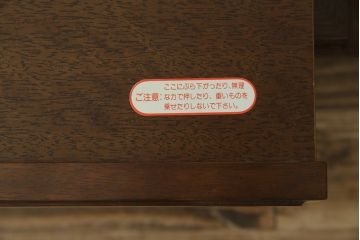 ここにぶら下がったり、無理
ご注意:な力で押したり、重いものを
乗せたりしないで下さい。